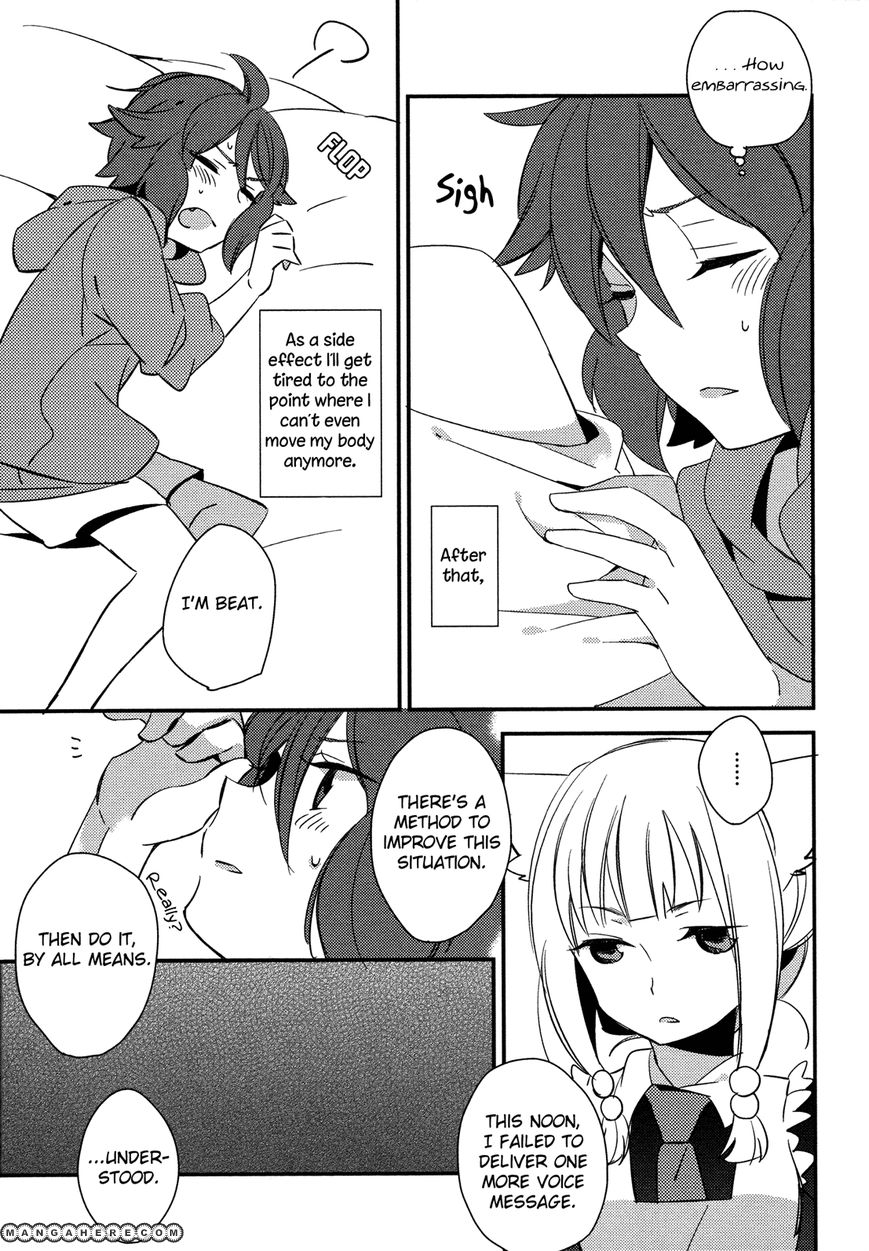 ...How
embarrassing.
Sigh
After
that,
FLOP
As a side
effect I'll get
tired to the
point where I
can't even
move my body
anymore.
I'M BEAT.
......
THIS NOON,
I FAILED TO
DELIVER ONE
MORE VOICE
MESSAGE.
THERE'S A
METHOD TO
IMPROVE THIS
SITUATION.
Really?
THEN DO IT,
BY ALL MEANS.
...UNDER-
STOOD.
MANGAHERE.COM